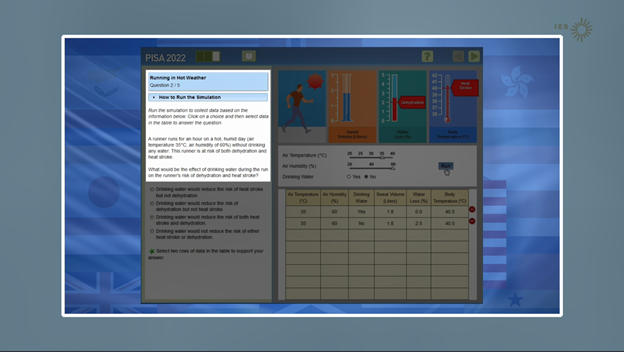 IES
PISA 2022
?
Running in Hot Weather
Question 2 / 5
How to Run the Simulation
Run the simulation to collect data based on the
information below. Click on a choice and then select data
in the table to answer the question.
A runner runs for an hour on a hot, humid day (air
temperature 35°C, air humidity of 60%) without drinking
any water. This runner is at risk of both dehydration and
heat stroke.
What would be the effect of drinking water during the run
on the runner's dehydration and heat stroke?
Drinking water would reduce the risk of heat stroke
but not dehydration.
Drinking water would reduce the risk of
dehydration but not heat stroke.
Drinking water would reduce the risk of both heat
stroke and dehydration.
Drinking water would not reduce the risk of either
heat stroke or dehydration.
Select two rows of data in the table to support your
answer.
Dehydration
Heat
Stroke
Sweat
Volume (Litres)
Water
Loss (%)
Body
Temperature (°C)
Air Temperature (°C) 20 25 30 35 40
Air Humidity (%) 20 40 60
Drinking Water Yes No
Run
Air Temperature (°C) Air Humidity (%) Drinking Water Sweat Volume (Litres) Water Loss (%) Body Temperature (°C)
35 60 Yes 1.8 0.0 40.5
35 60 No 1.8 2.5 40.5